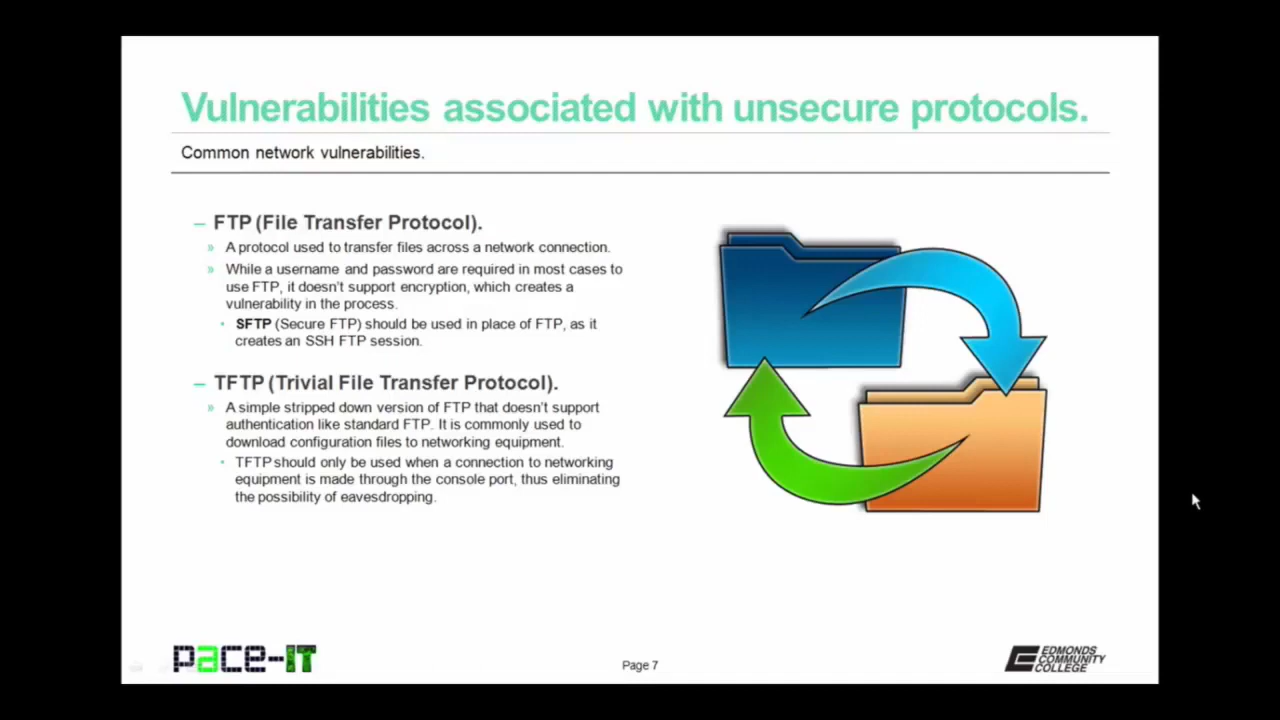 Vulnerabilities associated with unsecure protocols.
Common network vulnerabilities.
– FTP (File Transfer Protocol).
» A protocol used to transfer files across a network connection.
» While a username and password are required in most cases to
use FTP, it doesn't support encryption, which creates a
vulnerability in the process.
• SFTP (Secure FTP) should be used in place of FTP, as it
creates an SSH FTP session.
– TFTP (Trivial File Transfer Protocol).
» A simple stripped down version of FTP that doesn't support
authentication like standard FTP. It is commonly used to
download configuration files to networking equipment.
• TFTP should only be used when a connection to networking
equipment is made through the console port, thus eliminating
the possibility of eavesdropping.
pace-IT
Page 7
EDMONDS
COMMUNITY
COLLEGE